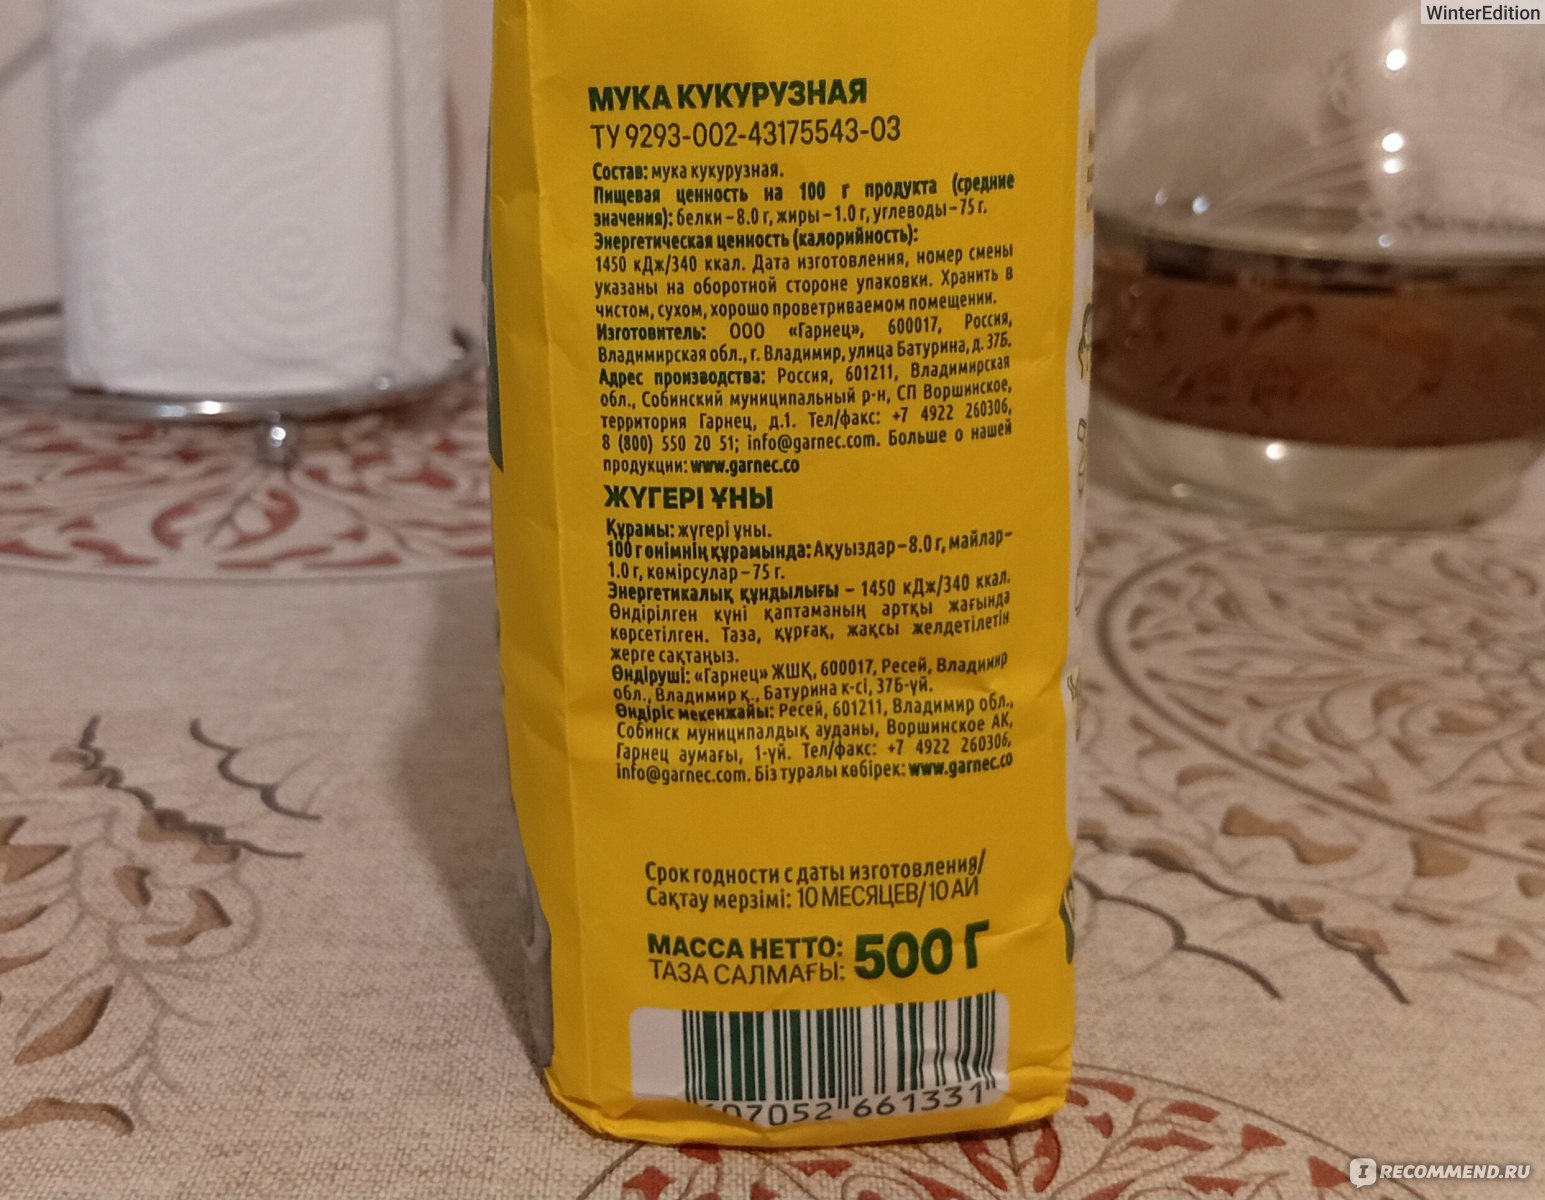 WinterEdition
МУКА КУКУРУЗНАЯ
ТУ 9293-002-43175543-03
Состав: мука кукурузная.
Пищевая ценность на 100 г продукта (средние
значения): белки – 8.0 г, жиры – 1.0 г, углеводы – 75 г.
Энергетическая ценность (калорийность):
1450 кДж/340 ккал. Дата изготовления, номер смены
указаны на оборотной стороне упаковки. Хранить в
чистом, сухом, хорошо проветриваемом помещении.
Изготовитель: ООО «Гарнец», 600017, Россия,
Владимирская обл., г. Владимир, улица Батурина, д. 37Б.
Адрес производства: Россия, 601211, Владимирская
обл., Собинский муниципальный р-н, СП Воршинское,
территория Гарнец, д.1. Тел/факс: +7 4922 260306,
8 (800) 550 20 51; info@garnec.com. Больше о нашей
продукции: www.garnec.co
ЖҮГЕРІ ҰНЫ
Құрамы: жүгері ұны.
100 г өнімнің құрамында: Ақуыздар – 8.0 г, майлар –
1.0 г, көмірсулар – 75 г.
Энергетикалық құндылығы – 1450 кДж/340 ккал.
Өндірілген күні қаптаманың артқы жағында
көрсетілген. Таза, құрғақ, жақсы желдетілетін
жерге сақтаңыз.
Өндіруші: «Гарнец» ЖШҚ, 600017, Ресей, Владимир
обл., Владимир қ., Батурина к-сі, 37Б-үй.
Өндіріс мекенжайы: Ресей, 601211, Владимир обл.,
Собинск муниципалдық ауданы, Воршинское АК,
Гарнец аумағы, 1-үй. Тел/факс: +7 4922 260306,
info@garnec.com. Біз туралы көбірек: www.garnec.co
Срок годности с даты изготовления/
Сақтау мерзімі: 10 МЕСЯЦЕВ/10 АЙ
МАССА НЕТТО: 500 Г
ТАЗА САЛМАҒЫ:
607052 661331
RECOMMEND.RU